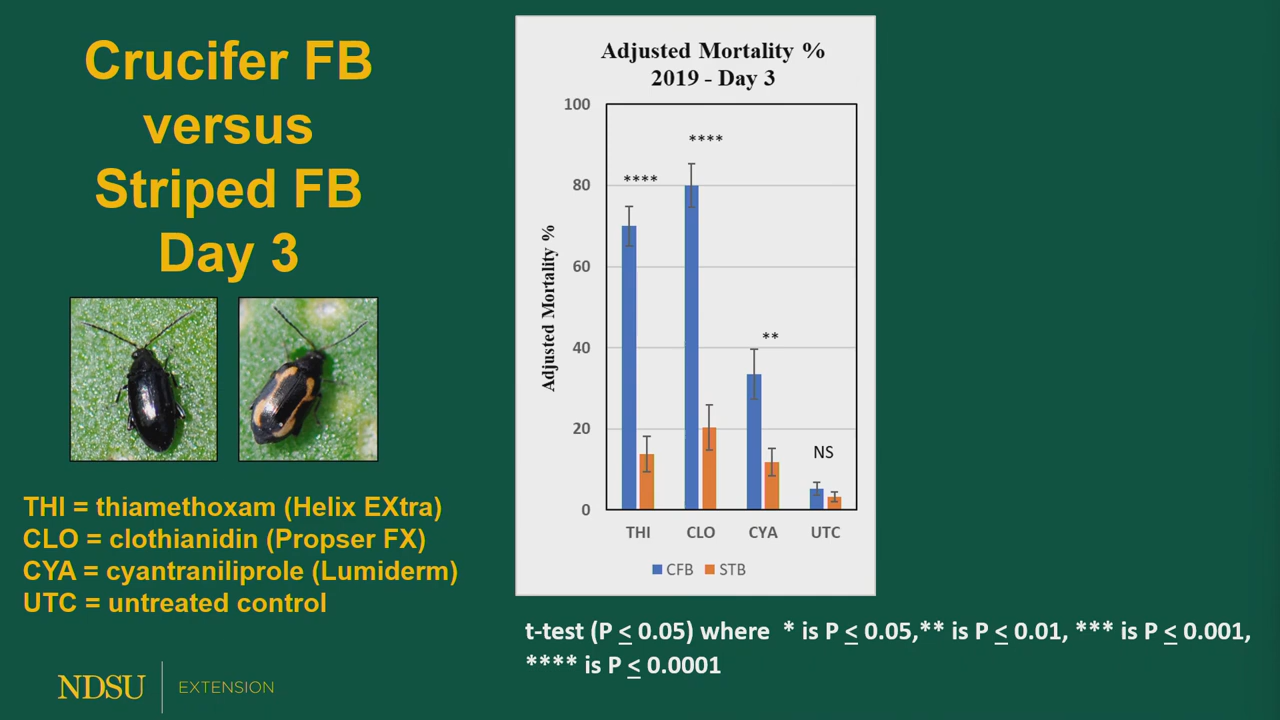 Crucifer FB
versus
Striped FB
Day 3
THI = thiamethoxam (Helix EXtra)
CLO = clothianidin (Propser FX)
CYA = cyantraniliprole (Lumiderm)
UTC = untreated control
NDSU EXTENSION
Adjusted Mortality %
2019 - Day 3
Adjusted Mortality %
100
80
60
40
20
0
****
****
**
NS
THI CLO CYA UTC
CFB STB
t-test (P ≤ 0.05) where * is P ≤ 0.05,** is P ≤ 0.01, *** is P ≤ 0.001,
**** is P ≤ 0.0001